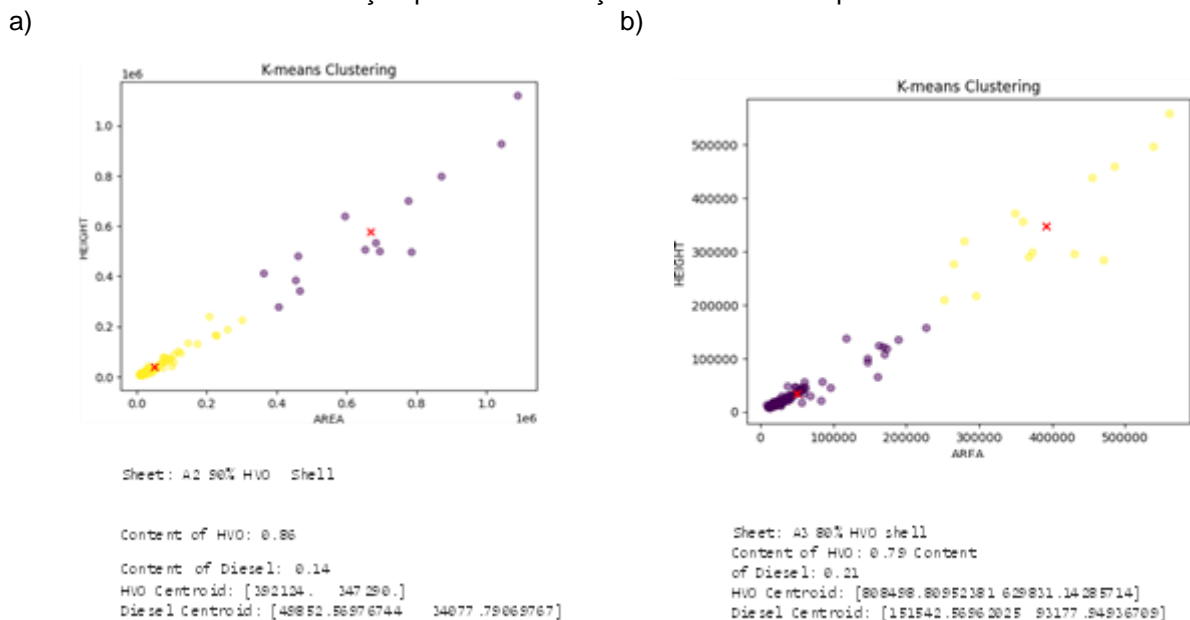 a)
b)
K-means Clustering
1e6
HEIGHT
1.0
0.8
0.6
0.4
0.2
0.0
0.0 0.2 0.4 0.6 0.8 1.0
AREA
1e6
Sheet: A2 90% HVO Shell
Content of HVO: 0.86
Content of Diesel: 0.14
HVO Centroid: [392124. 347290.]
Diesel Centroid: [49852.56976744 34077.79069767]
K-means Clustering
HEIGHT
500000
400000
300000
200000
100000
0
0 100000 200000 300000 400000 500000
AREA
Sheet: A3 80% HVO shell
Content of HVO: 0.79 Content
of Diesel: 0.21
HVO Centroid: [808498.80952381 629831.14285714]
Diesel Centroid: [151542.56962025 93177.94936709]